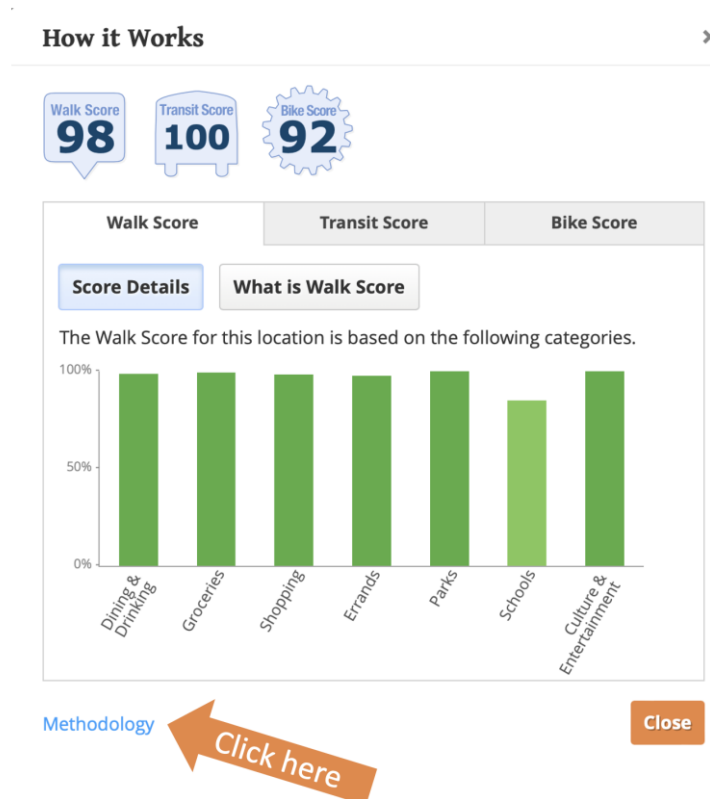 How it Works
×
Walk Score
98
Transit Score
100
Bike Score
92
Walk Score
Transit Score
Bike Score
Score Details
What is Walk Score
The Walk Score for this location is based on the following categories.
100%
50%
0%
Dining &
Drinking
Groceries
Shopping
Errands
Parks
Schools
Culture &
Entertainment
Methodology
Click here
Close